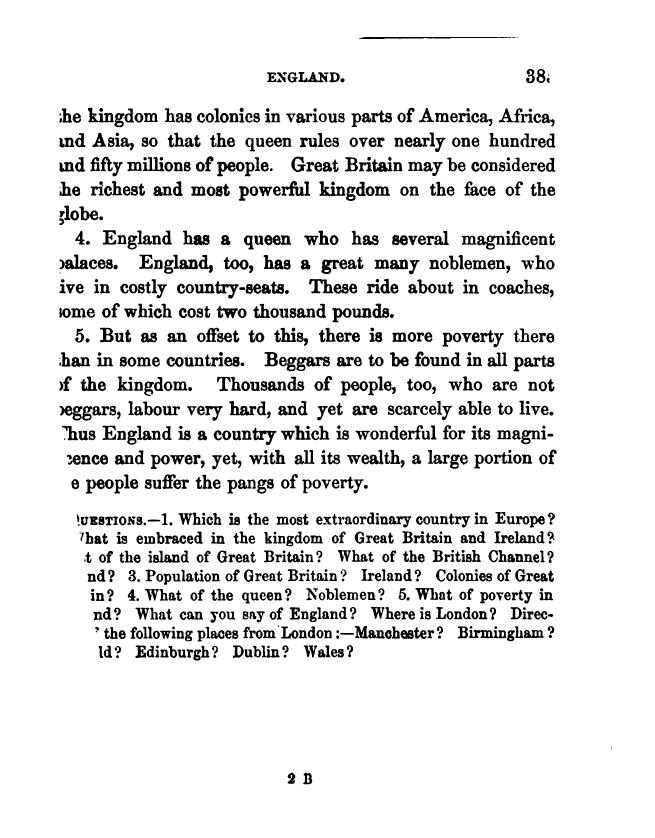 ENGLAND. 38
he kingdom has colonies in various parts of America, Africa,
nd Asia, so that the queen rules over nearly one hundred
nd fifty millions of people. Great Britain may be considered
he richest and most powerful kingdom on the face of the
globe.
4. England has a queen who has several magnificent
palaces. England, too, has a great many noblemen, who
ive in costly country-seats. These ride about in coaches,
some of which cost two thousand pounds.
5. But as an offset to this, there is more poverty there
han in some countries. Beggars are to be found in all parts
of the kingdom. Thousands of people, too, who are not
beggars, labour very hard, and yet are scarcely able to live.
Thus England is a country which is wonderful for its magni-
cence and power, yet, with all its wealth, a large portion of
e people suffer the pangs of poverty.
QUESTIONS.—1. Which is the most extraordinary country in Europe?
hat is embraced in the kingdom of Great Britain and Ireland?
t of the island of Great Britain? What of the British Channel?
nd? 3. Population of Great Britain? Ireland? Colonies of Great
in? 4. What of the queen? Noblemen? 5. What of poverty in
nd? What can you say of England? Where is London? Direc-
the following places from London:—Manchester? Birmingham?
ld? Edinburgh? Dublin? Wales?
2 B